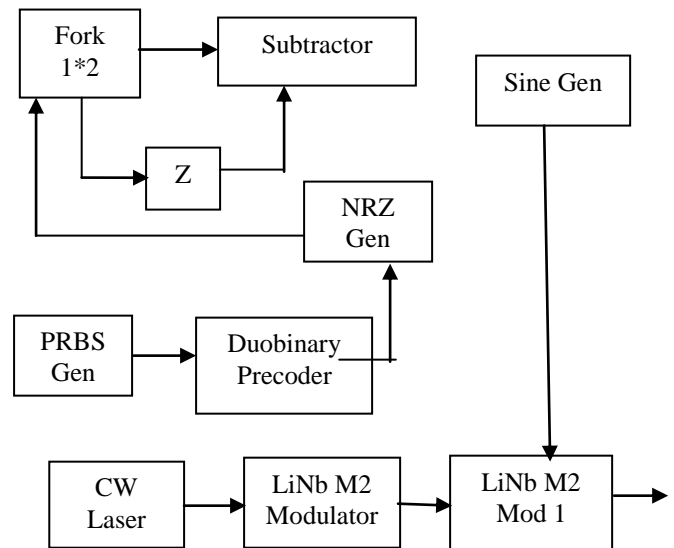 Fork
1*2
Subtractor
Sine Gen
Z
NRZ
Gen
PRBS
Gen
Duobinary
Precoder
CW
Laser
LiNb M2
Modulator
LiNb M2
Mod 1